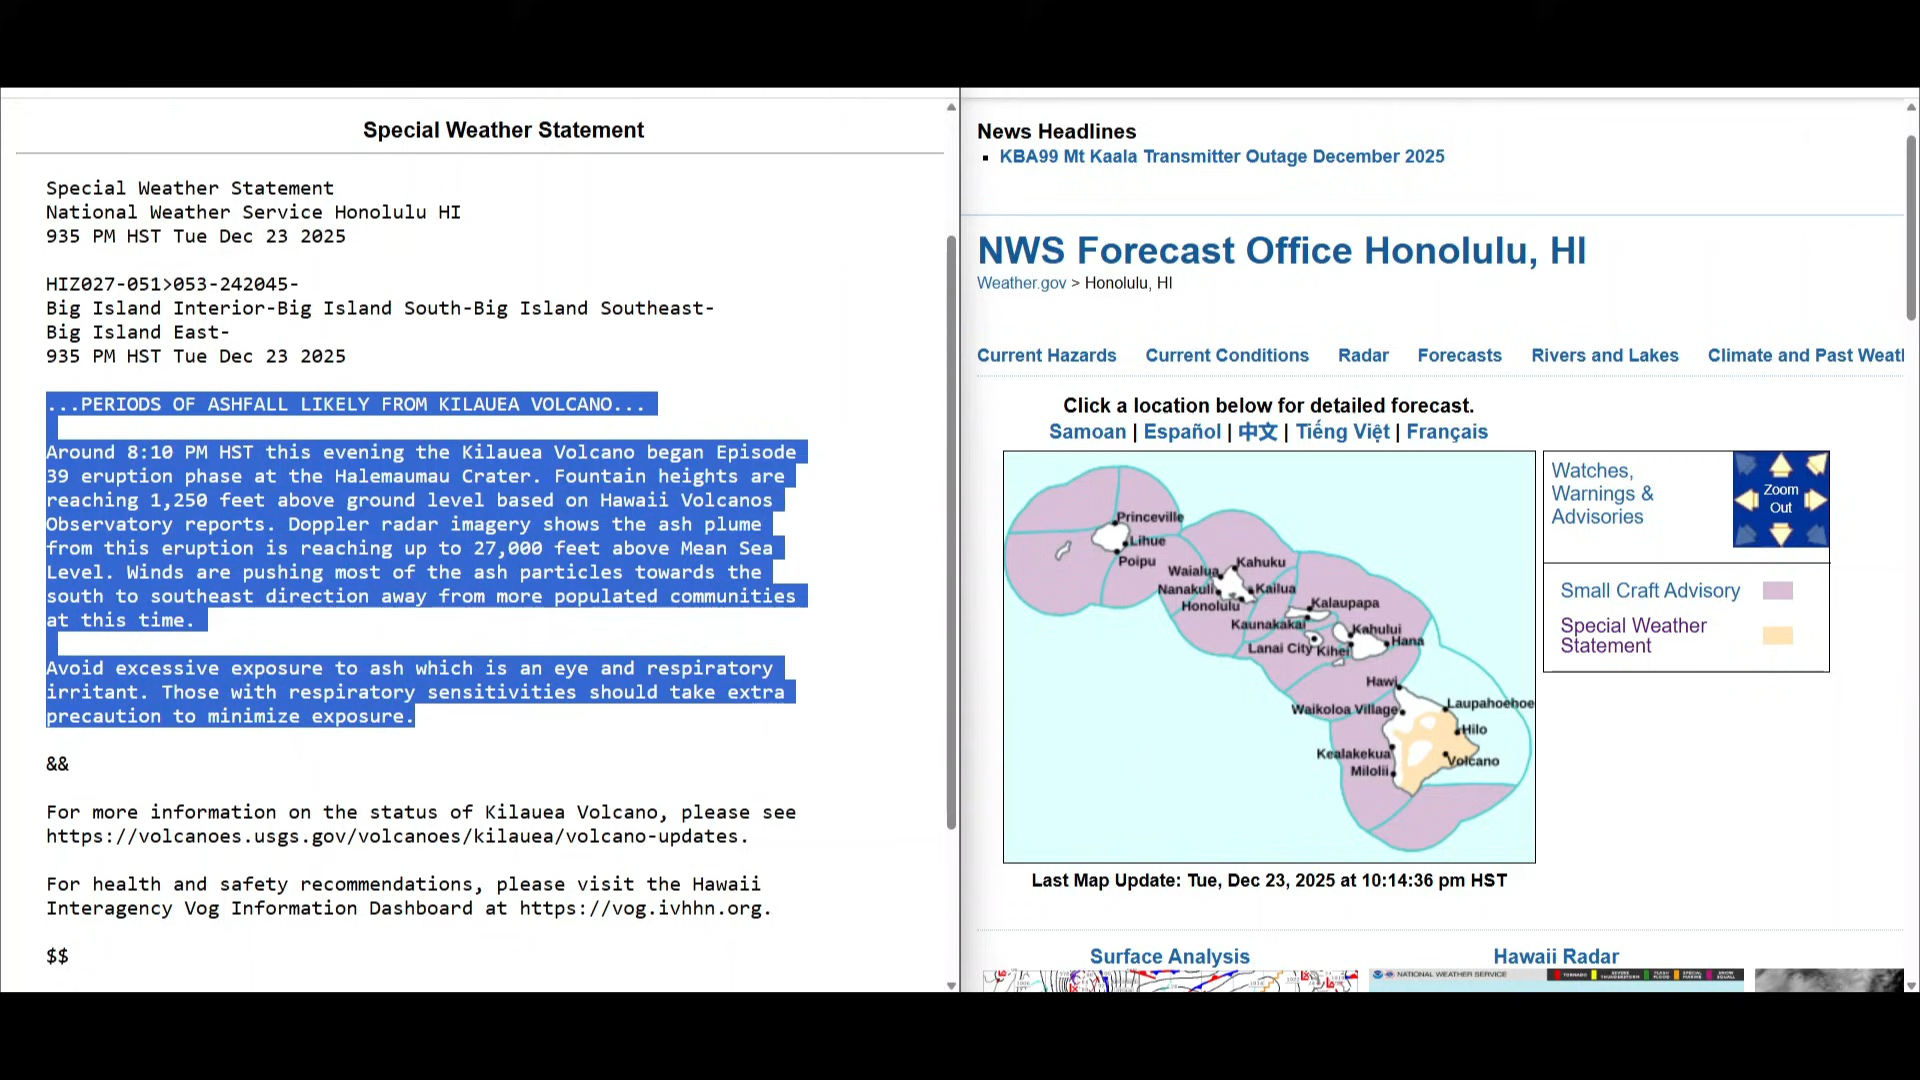 Special Weather Statement
Special Weather Statement
National Weather Service Honolulu HI
935 PM HST Tue Dec 23 2025
HIZ027-051>053-242045-
Big Island Interior-Big Island South-Big Island Southeast-
Big Island East-
935 PM HST Tue Dec 23 2025
...PERIODS OF ASHFALL LIKELY FROM KILAUEA VOLCANO...
Around 8:10 PM HST this evening the Kilauea Volcano began Episode
39 eruption phase at the Halemaumau Crater. Fountain heights are
reaching 1,250 feet above ground level based on Hawaii Volcanos
Observatory reports. Doppler radar imagery shows the ash plume
from this eruption is reaching up to 27,000 feet above Mean Sea
Level. Winds are pushing most of the ash particles towards the
south to southeast direction away from more populated communities
at this time.
Avoid excessive exposure to ash which is an eye and respiratory
irritant. Those with respiratory sensitivities should take extra
precaution to minimize exposure.
&&
For more information on the status of Kilauea Volcano, please see
https://volcanoes.usgs.gov/volcanoes/kilauea/volcano-updates.
For health and safety recommendations, please visit the Hawaii
Interagency Vog Information Dashboard at https://vog.ivhhn.org.
$$
News Headlines
KBA99 Mt Kaala Transmitter Outage December 2025
NWS Forecast Office Honolulu, HI
Weather.gov > Honolulu, HI
Current Hazards Current Conditions Radar Forecasts Rivers and Lakes Climate and Past Weatl
Click a location below for detailed forecast.
Samoan | Español | 中文 | Tiếng Việt | Français
Princeville
Lihue
Poipu
Kahuku
Waialua
Nanakuli
Kailua
Honolulu
Kalaupapa
Kaunakakai
Kahului
Hana
Lanai City
Kihei
Hawi
Laupahoehoe
Waikoloa Village
Hilo
Kealakekua
Volcano
Milolii
Watches,
Warnings &
Advisories
Zoom
Out
Small Craft Advisory
Special Weather
Statement
Last Map Update: Tue, Dec 23, 2025 at 10:14:36 pm HST
Surface Analysis
Hawaii Radar
NATIONAL WEATHER SERVICE